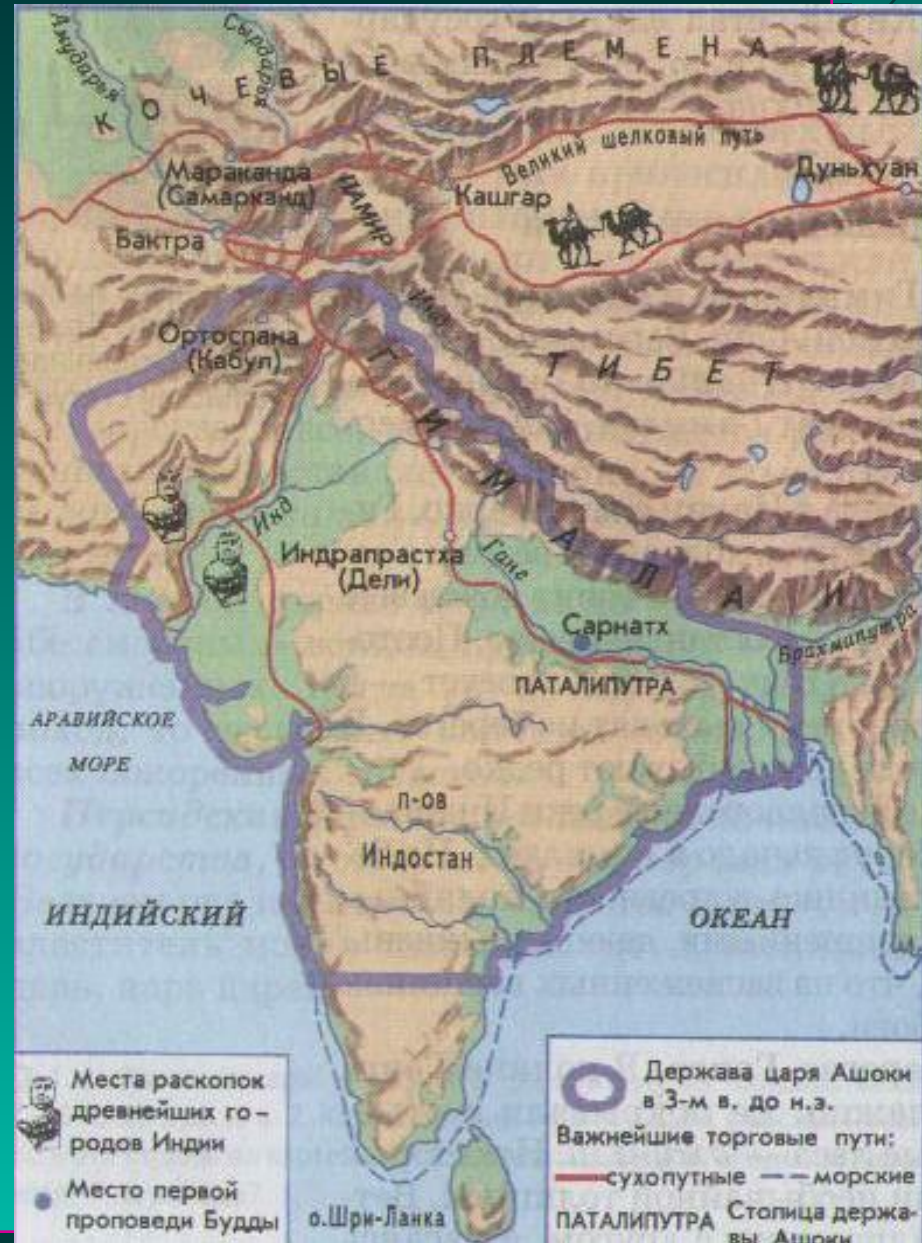 КОЧЕВЫЕ ПЛЕМЕНА
Амударья
Сырдарья
Великий шелковый путь
Мараканда
(Самарканд)
ПАМИР
Кашгар
Дуньхуан
Бактра
Ортоспана
(Кабул)
Инд
ТИБЕТ
ГИМАЛАИ
Инд
Индрапрастха
(Дели)
Ганг
Сарнатх
Брахмапутра
ПАТАЛИПУТРА
АРАВИЙСКОЕ
МОРЕ
п-ов
Индостан
ИНДИЙСКИЙ
ОКЕАН
о.Шри-Ланка
Места раскопок
древнейших го-
родов Индии
Место первой
проповеди Будды
Держава царя Ашоки
в 3-м в. до н.э.
Важнейшие торговые пути:
сухопутные
морские
ПАТАЛИПУТРА Столица держа-
вы Ашоки